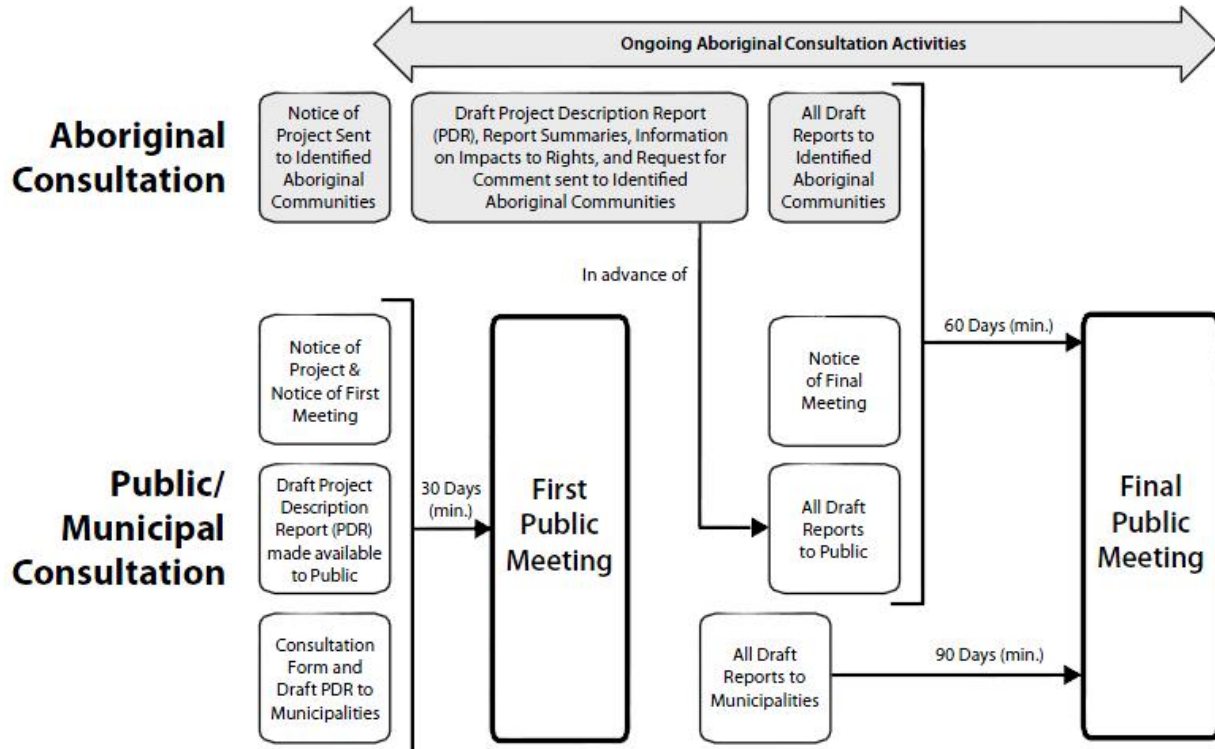 Ongoing Aboriginal Consultation Activities
Aboriginal
Consultation
Notice of
Project Sent
to Identified
Aboriginal
Communities
Draft Project Description Report
(PDR), Report Summaries, Information
on Impacts to Rights, and Request for
Comment sent to Identified
Aboriginal Communities
All Draft
Reports to
Identified
Aboriginal
Communities
In advance of
Public/
Municipal
Consultation
Notice of
Project &
Notice of First
Meeting
Draft Project
Description
Report (PDR)
made available
to Public
Consultation
Form and
Draft PDR to
Municipalities
30 Days
(min.)
First
Public
Meeting
Notice
of Final
Meeting
All Draft
Reports
to Public
All Draft
Reports to
Municipalities
60 Days (min.)
90 Days (min.)
Final
Public
Meeting